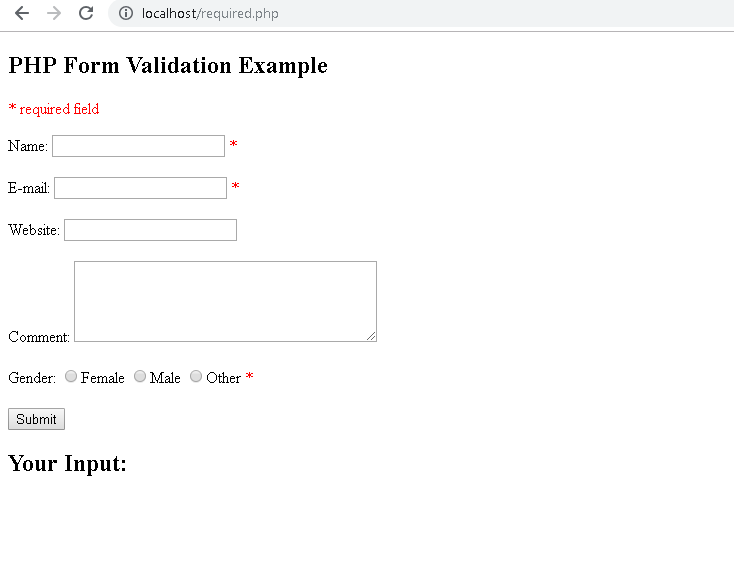 localhost/required.php
PHP Form Validation Example
* required field
Name: *
E-mail: *
Website:
Comment:
Gender: Female Male Other *
Submit
Your Input: